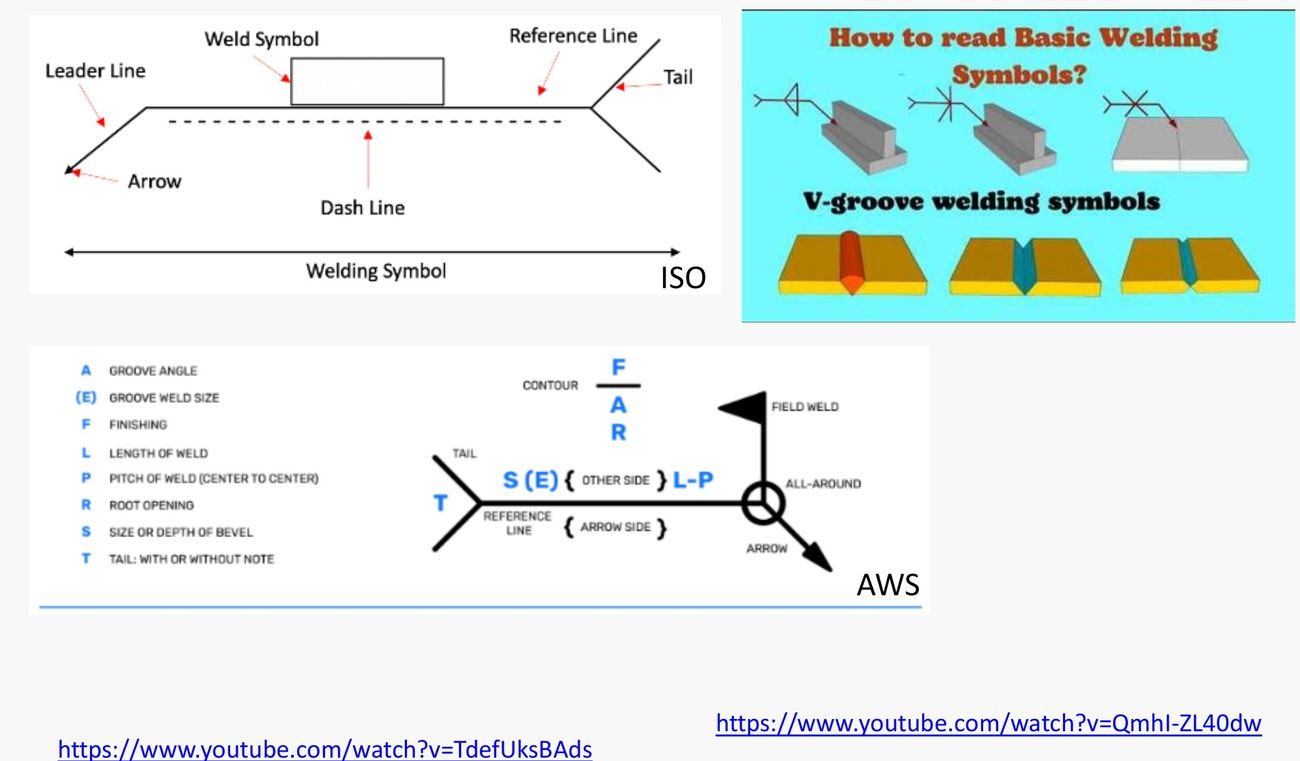 Weld Symbol
Reference Line
Leader Line
Tail
Arrow
Dash Line
Welding Symbol
ISO
How to read Basic Welding
Symbols?
V-groove welding symbols
A GROOVE ANGLE
(E) GROOVE WELD SIZE
F FINISHING
L LENGTH OF WELD
P PITCH OF WELD (CENTER TO CENTER)
R ROOT OPENING
S SIZE OR DEPTH OF BEVEL
T TAIL: WITH OR WITHOUT NOTE
F
CONTOUR
A
R
FIELD WELD
TAIL
S (E) { OTHER SIDE } L-P
ALL-AROUND
T
REFERENCE
LINE
{ ARROW SIDE }
ARROW
AWS
https://www.youtube.com/watch?v=QmhI-ZL40dw
https://www.youtube.com/watch?v=TdefUksBAds